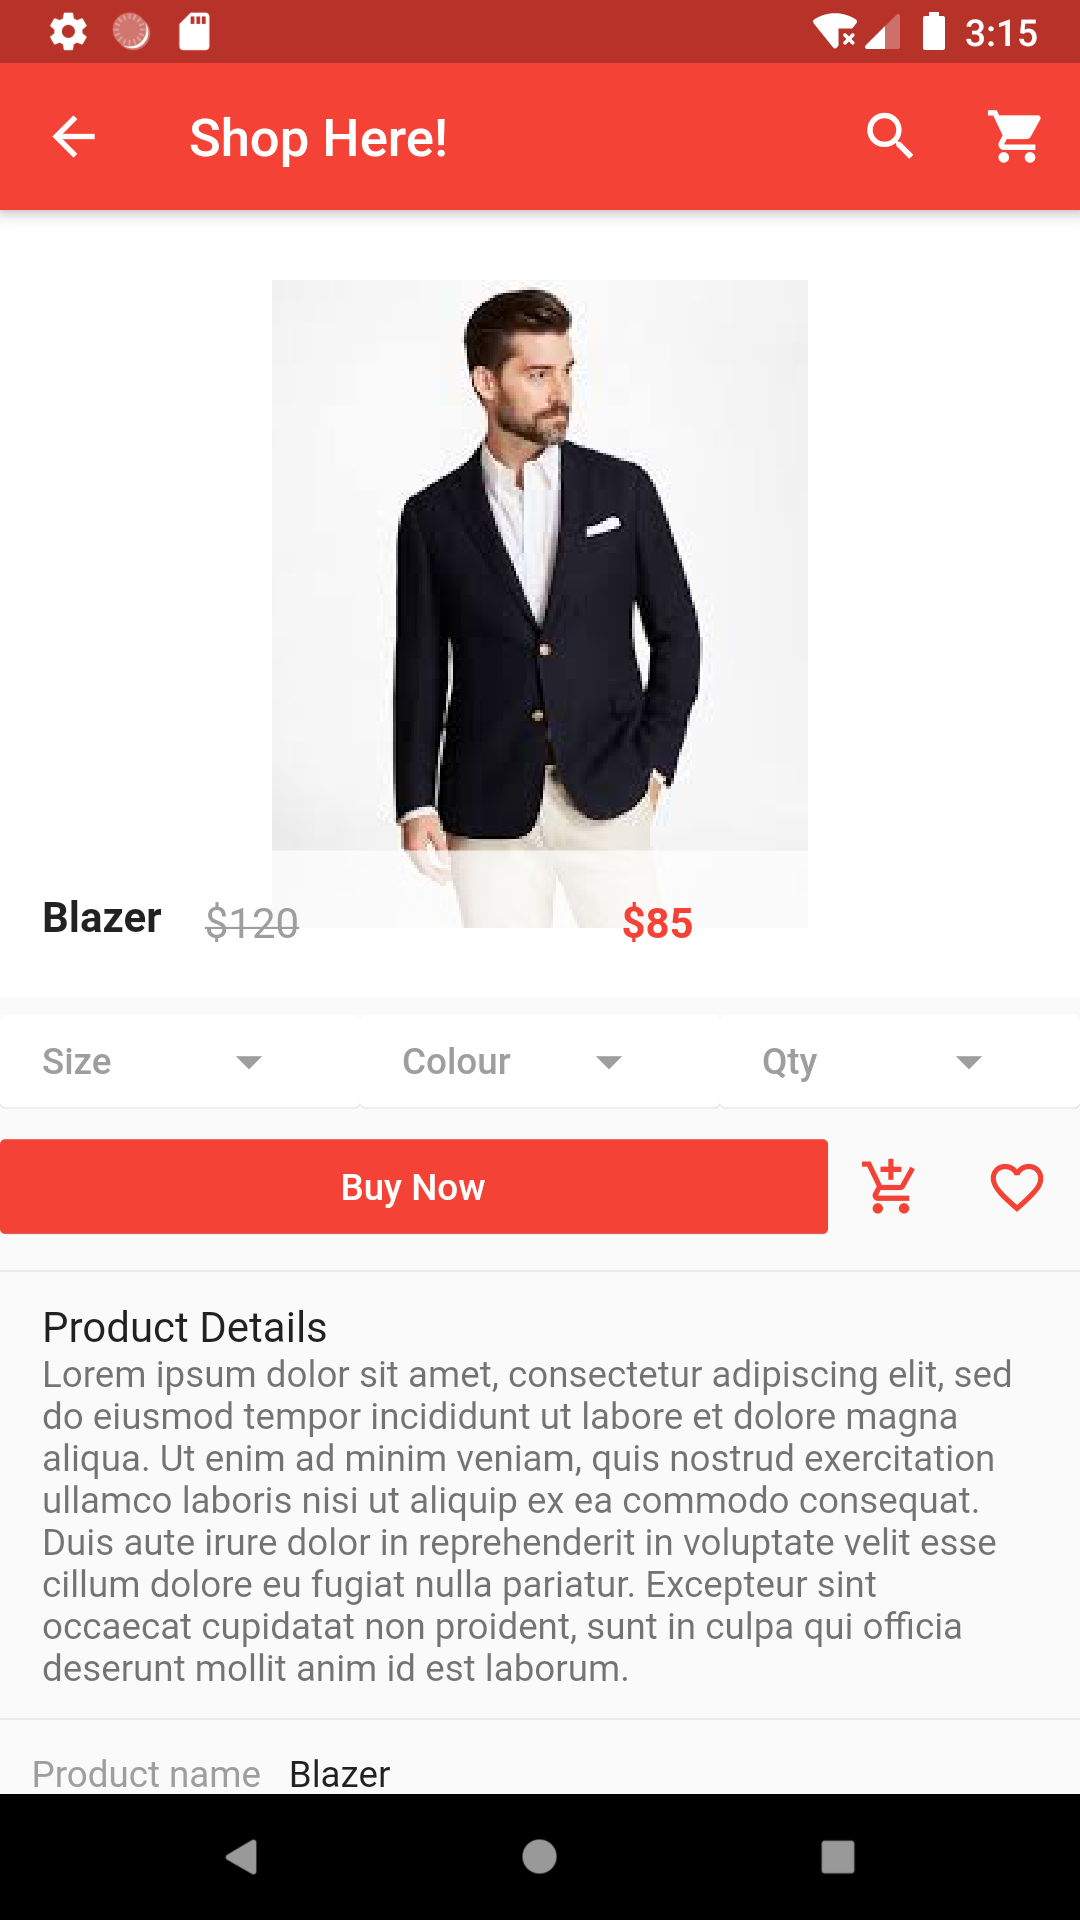 3:15
Shop Here!
Blazer $120 $85
Size Colour Qty
Buy Now
Product Details
Lorem ipsum dolor sit amet, consectetur adipiscing elit, sed
do eiusmod tempor incididunt ut labore et dolore magna
aliqua. Ut enim ad minim veniam, quis nostrud exercitation
ullamco laboris nisi ut aliquip ex ea commodo consequat.
Duis aute irure dolor in reprehenderit in voluptate velit esse
cillum dolore eu fugiat nulla pariatur. Excepteur sint
occaecat cupidatat non proident, sunt in culpa qui officia
deserunt mollit anim id est laborum.
Product name Blazer